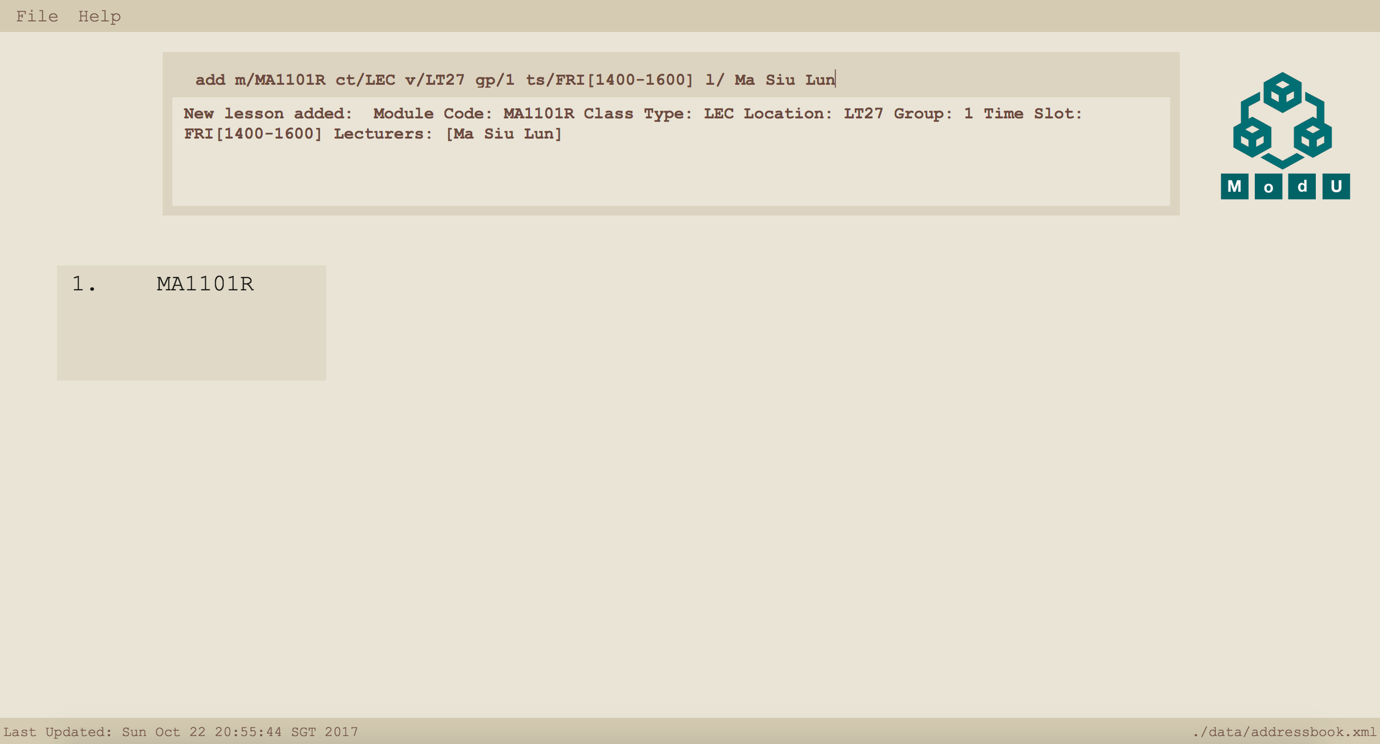 File Help
add m/MA1101R ct/LEC v/LT27 gp/1 ts/FRI[1400-1600] l/ Ma Siu Lun
New lesson added:  Module Code: MA1101R Class Type: LEC Location: LT27 Group: 1 Time Slot:
FRI[1400-1600] Lecturers: [Ma Siu Lun]
ModU
1. MA1101R
Last Updated: Sun Oct 22 20:55:44 SGT 2017
./data/addressbook.xml